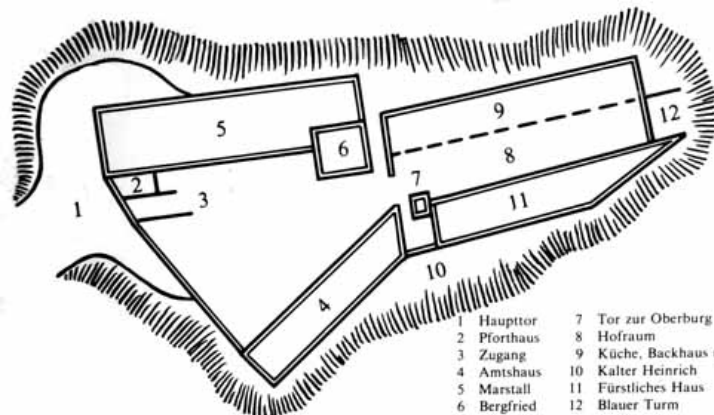 5
9
12
6
8
2
3
7
1
11
10
4
1 Haupttor
2 Pforthaus
3 Zugang
4 Amtshaus
5 Marstall
6 Bergfried
7 Tor zur Oberburg
8 Hofraum
9 Küche, Backhaus
10 Kalter Heinrich
11 Fürstliches Haus
12 Blauer Turm